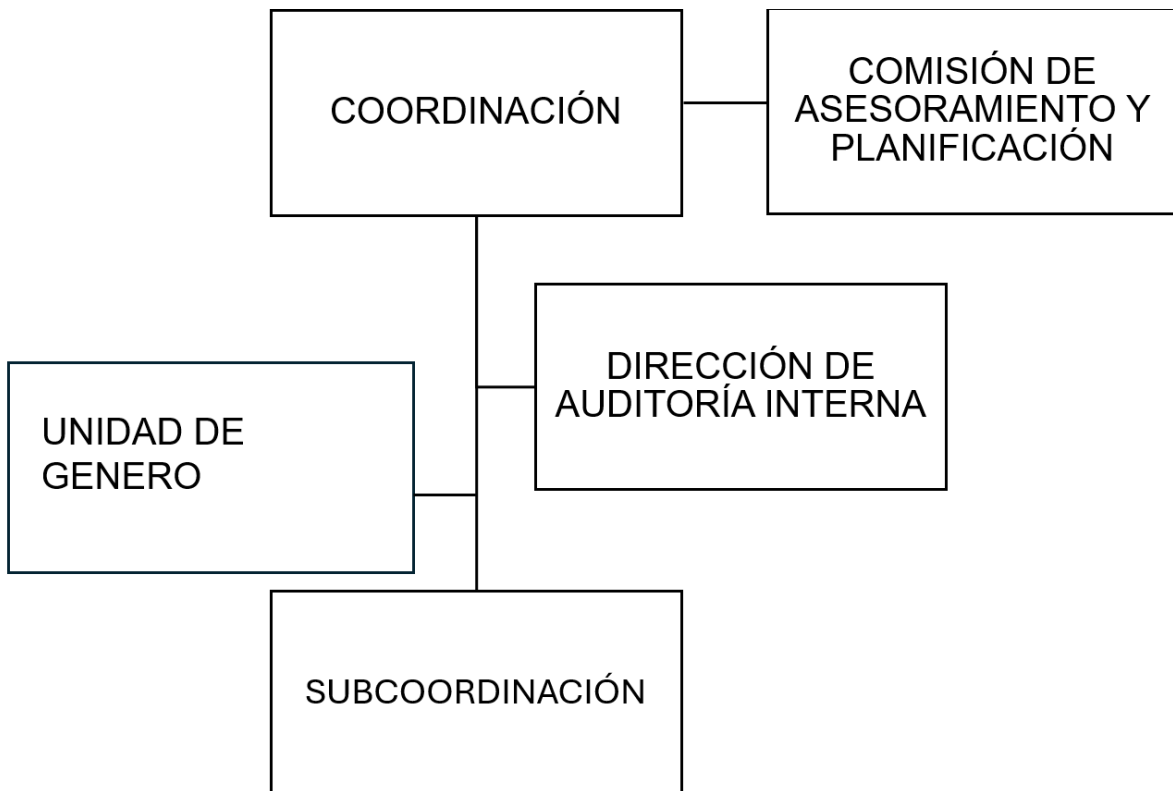 COORDINACIÓN
COMISIÓN DE
ASESORAMIENTO Y
PLANIFICACIÓN
DIRECCIÓN DE
AUDITORÍA INTERNA
UNIDAD DE
GENERO
SUBCOORDINACIÓN